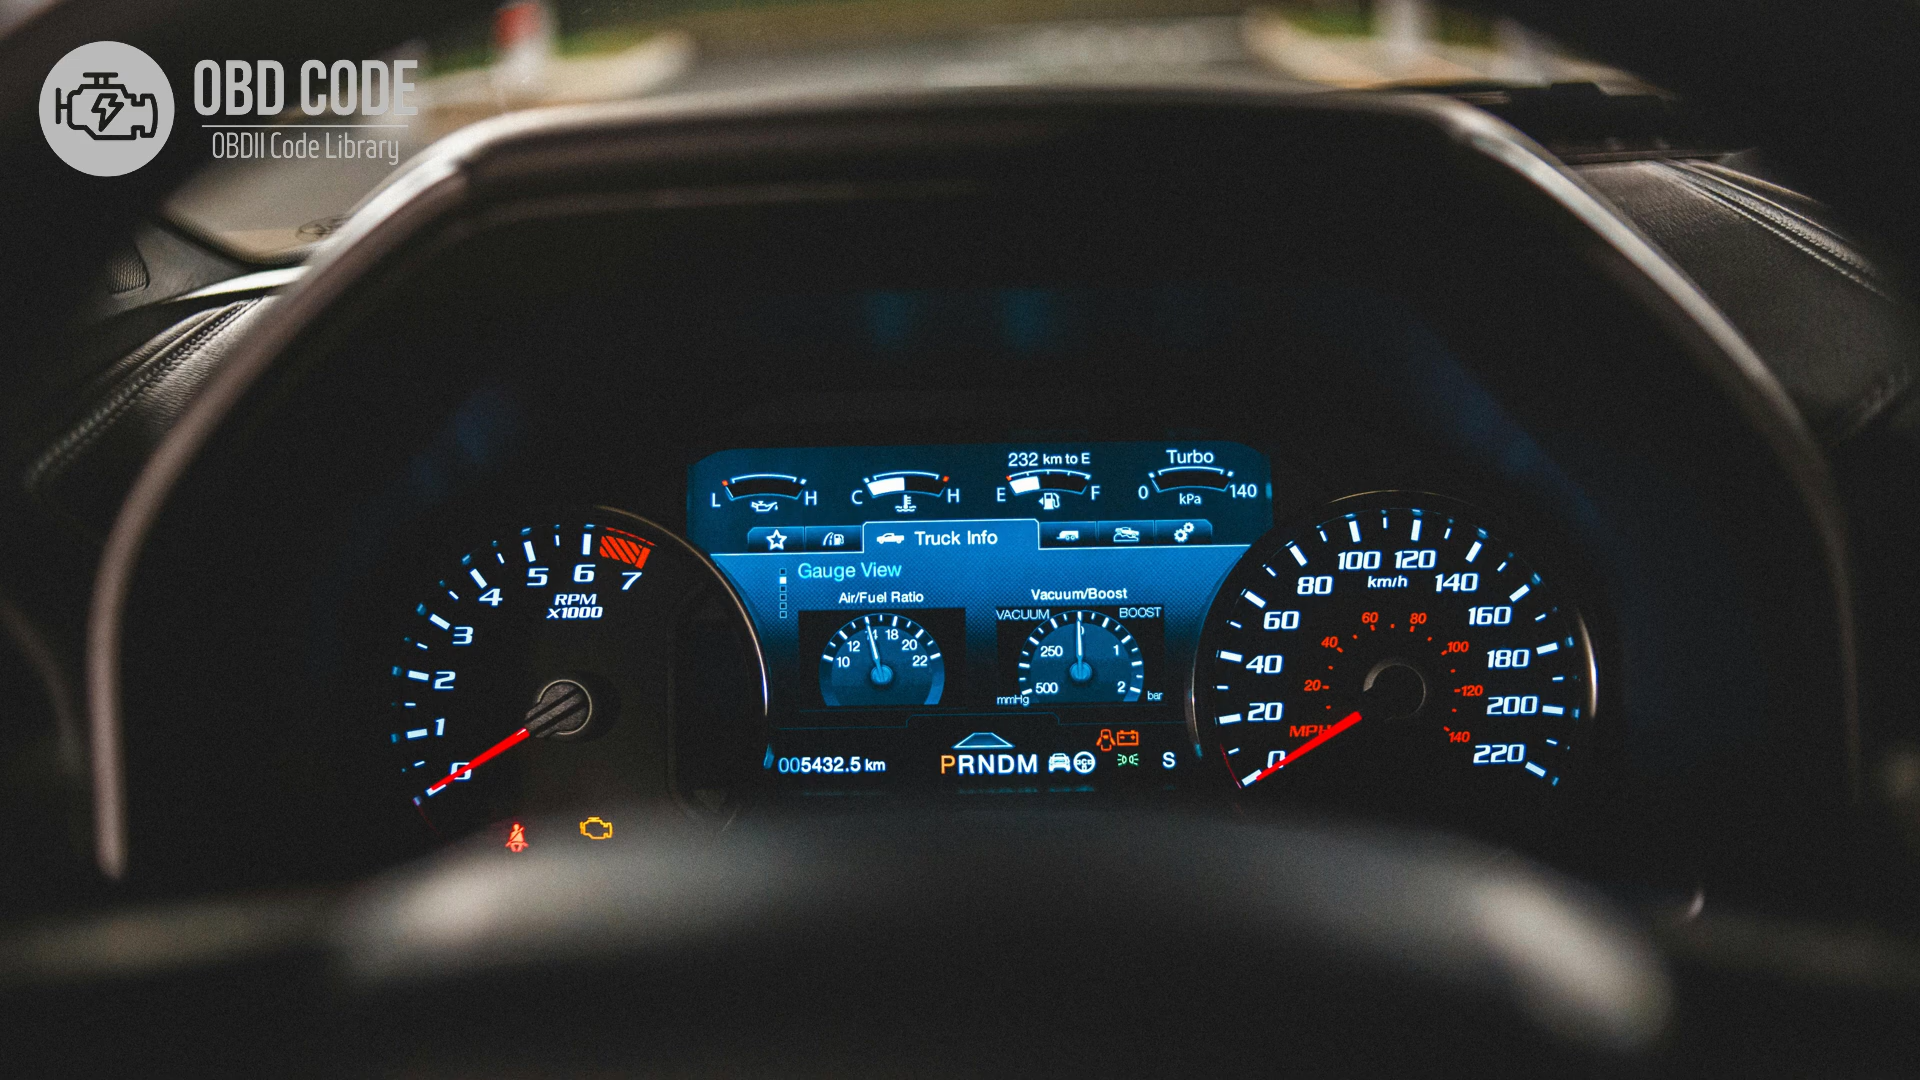 OBD CODE
OBDII Code Library
232 km to E
Turbo
L H C H E F 0 140
kPa
Truck Info
Gauge View
Air/Fuel Ratio
Vacuum/Boost
VACUUM BOOST
10 12 14 18 20 22
500 250 0 1 2
mmHg bar
005432.5 km
PRNDM
S
0 1 2 3 4 5 6 7
RPM
X1000
0 20 40 60 80 100 120 140 160 180 200 220
km/h
20 40 60 80 100 120 140
MPH